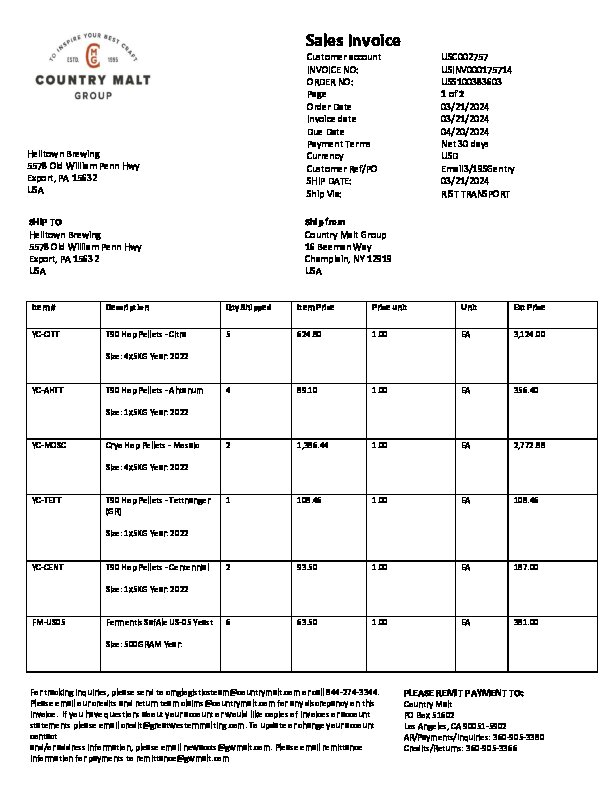 TO INSPIRE YOUR BEST CRAFT
ESTD. CMG 1995
COUNTRY MALT
GROUP
Sales Invoice
Customer account USC002757
INVOICE NO: USINV000175714
ORDER NO: USS100383603
Page 1 of 2
Order Date 03/21/2024
Invoice date 03/21/2024
Due Date 04/20/2024
Payment Terms Net 30 days
Currency USD
Customer Ref/PO Email3/19SGentry
SHIP DATE: 03/21/2024
Ship Via: RIST TRANSPORT
Helltown Brewing
5578 Old William Penn Hwy
Export, PA 15632
USA
SHIP TO
Helltown Brewing
5578 Old William Penn Hwy
Export, PA 15632
USA
Ship from
Country Malt Group
16 Beeman Way
Champlain, NY 12919
USA
Item # Description Qty Shipped Item Price Price unit Unit Ext Price
YC-CITT T90 Hop Pellets - Citra 5 624.80 1.00 EA 3,124.00
Size: 4x5KG Year: 2022
YC-AHTT T90 Hop Pellets - Ahtanum 4 89.10 1.00 EA 356.40
Size: 1x5KG Year: 2022
YC-MOSC Cryo Hop Pellets - Mosaic 2 1,386.44 1.00 EA 2,772.88
Size: 4x5KG Year: 2022
YC-TETT T90 Hop Pellets - Tettnanger 1 108.46 1.00 EA 108.46
(GR)
Size: 1x5KG Year: 2022
YC-CENT T90 Hop Pellets - Centennial 2 93.50 1.00 EA 187.00
Size: 1x5KG Year: 2022
FM-US05 Fermentis SafAle US-05 Yeast 6 63.50 1.00 EA 381.00
Size: 500GRAM Year:
For tracking inquiries, please send to cmglogisticsteam@countrymalt.com or call 844-274-3344.
Please email our credits and return team claims@countrymalt.com for any discrepancy on this
invoice. If you have questions about your account or would like copies of invoices or account
statements please email credit@greatwesternmalting.com. To update or change your account
contact
and/or address information, please email newaccts@gwmalt.com. Please email remittance
information for payments to remittance@gwmalt.com
PLEASE REMIT PAYMENT TO:
Country Malt
PO Box 51602
Los Angeles, CA 90051-5902
AR/Payments/Inquiries: 360-905-3380
Credits/Returns: 360-905-3366